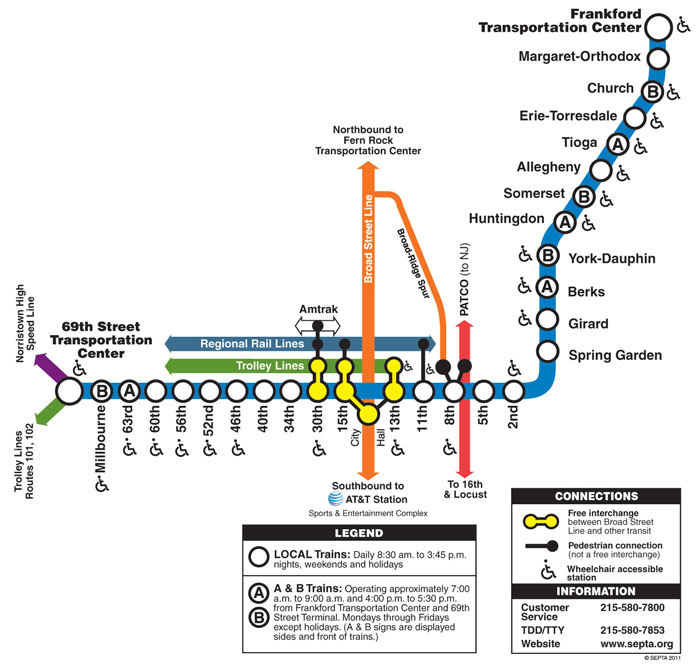 Frankford
Transportation Center
Margaret-Orthodox
Church
B
Erie-Torresdale
Tioga
A
Allegheny
Somerset
B
Huntingdon
A
B
York-Dauphin
A
Berks
Girard
Spring Garden
Northbound to
Fern Rock
Transportation Center
Broad Street Line
Broad-Ridge Spur
PATCO (to NJ)
Amtrak
Regional Rail Lines
Trolley Lines
Norristown High
Speed Line
69th Street
Transportation
Center
Trolley Lines
Routes 101, 102
B
A
Millbourne
63rd
60th
56th
52nd
46th
40th
34th
30th
15th
City
Hall
13th
11th
8th
5th
2nd
Southbound to
AT&T Station
Sports & Entertainment Complex
To 16th
& Locust
LEGEND
LOCAL Trains: Daily 8:30 am. to 3:45 p.m.
nights, weekends and holidays
A
B
A & B Trains: Operating approximately 7:00
a.m. to 9:00 a.m. and 4:00 p.m. to 5:30 p.m.
from Frankford Transportation Center and 69th
Street Terminal. Mondays through Fridays
except holidays. (A & B signs are displayed
sides and front of trains.)
CONNECTIONS
Free interchange
between Broad Street
Line and other transit
Pedestrian connection
(not a free interchange)
Wheelchair accessible
station
INFORMATION
Customer Service 215-580-7800
TDD/TTY 215-580-7853
Website www.septa.org
© SEPTA 2011